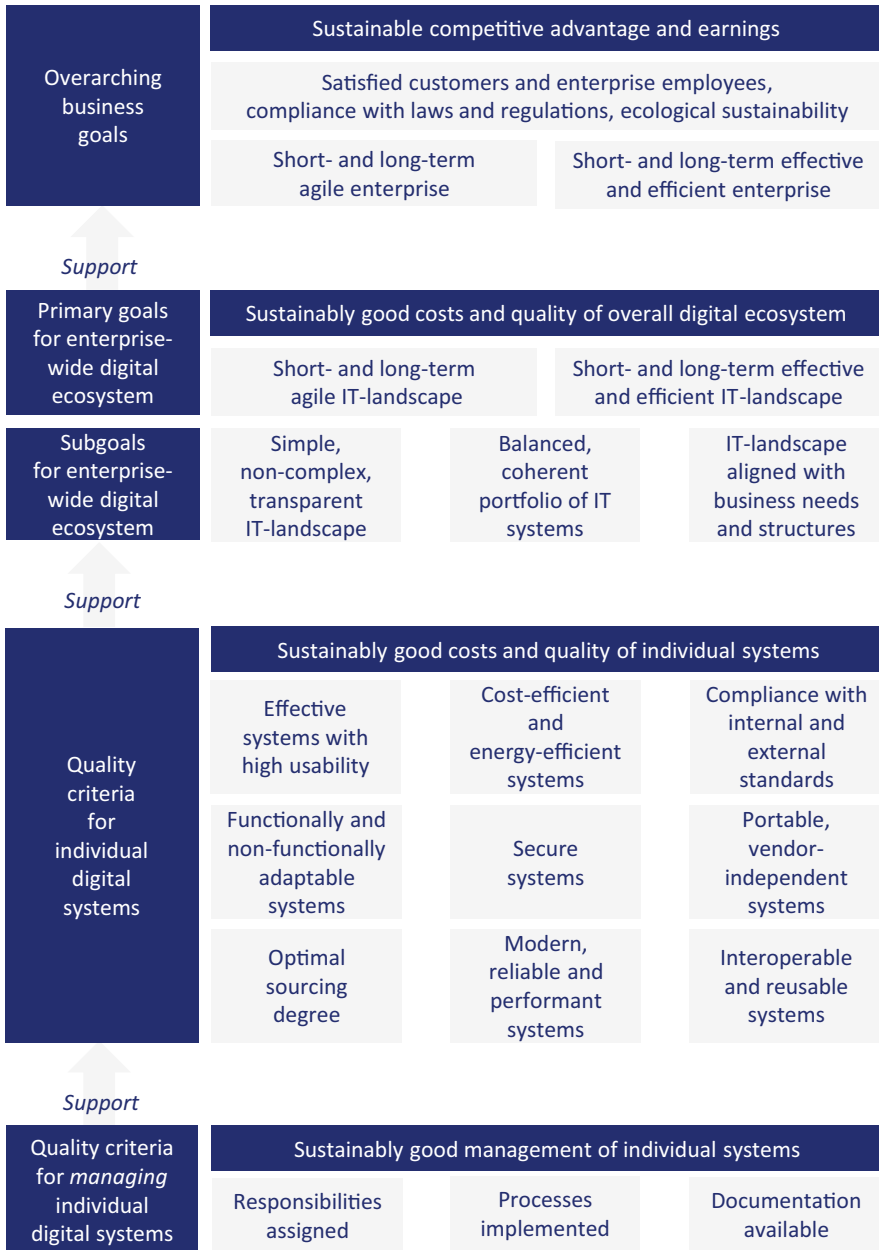 Overarching
business
goals
Sustainable competitive advantage and earnings
Satisfied customers and enterprise employees,
compliance with laws and regulations, ecological sustainability
Short- and long-term
agile enterprise
Short- and long-term effective
and efficient enterprise
Support
Primary goals
for enterprise-
wide digital
ecosystem
Sustainably good costs and quality of overall digital ecosystem
Short- and long-term
agile IT-landscape
Short- and long-term effective
and efficient IT-landscape
Subgoals
for enterprise-
wide digital
ecosystem
Simple,
non-complex,
transparent
IT-landscape
Balanced,
coherent
portfolio of IT
systems
IT-landscape
aligned with
business needs
and structures
Support
Quality
criteria
for
individual
digital
systems
Sustainably good costs and quality of individual systems
Effective
systems with
high usability
Cost-efficient
and
energy-efficient
systems
Compliance with
internal and
external
standards
Functionally and
non-functionally
adaptable
systems
Secure
systems
Portable,
vendor-
independent
systems
Optimal
sourcing
degree
Modern,
reliable and
performant
systems
Interoperable
and reusable
systems
Support
Quality criteria
for managing
individual
digital systems
Sustainably good management of individual systems
Responsibilities
assigned
Processes
implemented
Documentation
available